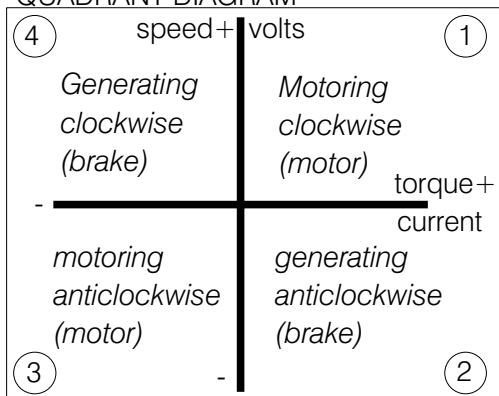 QUADRANT DIAGRAM
4 speed+ volts 1
Generating
clockwise
(brake)
Motoring
clockwise
(motor)
torque+
-
current
motoring
anticlockwise
(motor)
generating
anticlockwise
(brake)
3 - 2